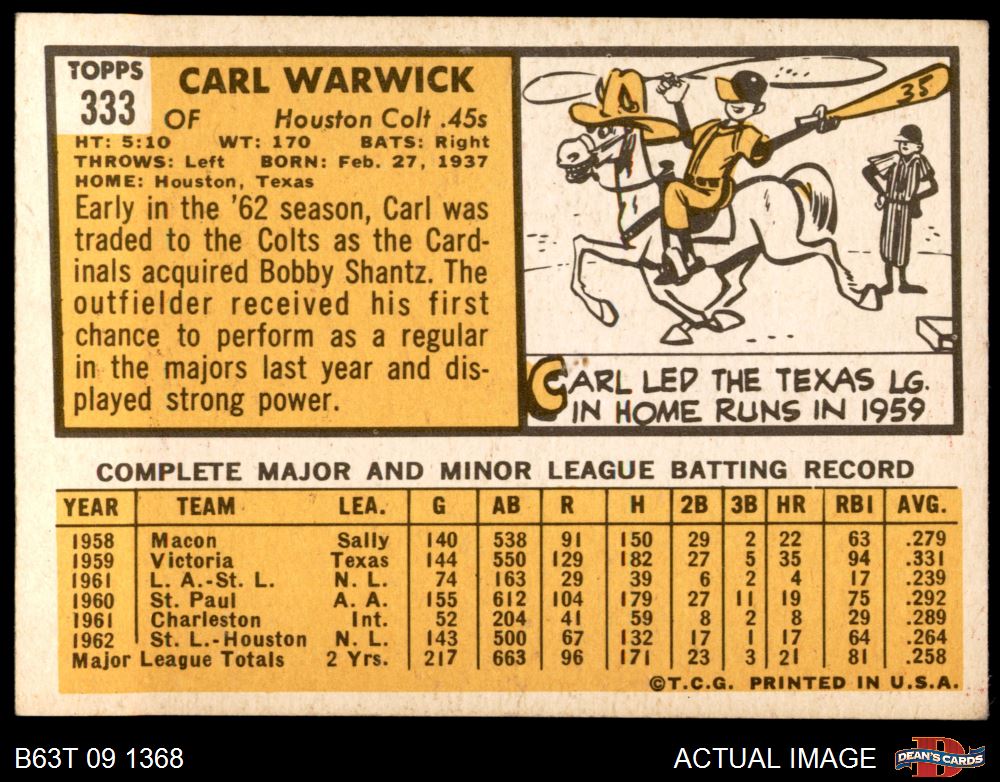 TOPPS
333
CARL WARWICK
OF Houston Colt .45s
HT: 5:10 WT: 170 BATS: Right
THROWS: Left BORN: Feb. 27, 1937
HOME: Houston, Texas
Early in the '62 season, Carl was
traded to the Colts as the Card-
inals acquired Bobby Shantz. The
outfielder received his first
chance to perform as a regular
in the majors last year and dis-
played strong power.
35
CARL LED THE TEXAS LG.
IN HOME RUNS IN 1959
COMPLETE MAJOR AND MINOR LEAGUE BATTING RECORD
YEAR TEAM LEA. G AB R H 2B 3B HR RBI AVG.
1958 Macon Sally 140 538 91 150 29 2 22 63 .279
1959 Victoria Texas 144 550 129 182 27 5 35 94 .331
1961 L. A.-St. L. N. L. 74 163 29 39 6 2 4 17 .239
1960 St. Paul A. A. 155 612 104 179 27 11 19 75 .292
1961 Charleston Int. 52 204 41 59 8 2 8 29 .289
1962 St. L.-Houston N. L. 143 500 67 132 17 1 17 64 .264
Major League Totals 2 Yrs. 217 663 96 171 23 3 21 81 .258
©T.C.G. PRINTED IN U.S.A.
B63T 09 1368
ACTUAL IMAGE
D
DEAN'S CARDS